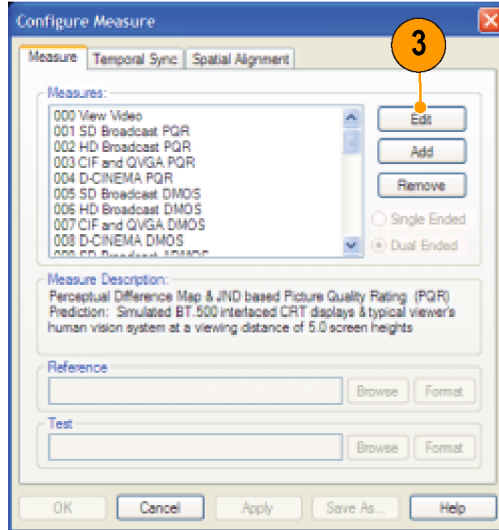 Configure Measure
3
Measure Temporal Sync Spatial Alignment
Measures:
000 View Video
001 SD Broadcast PQR
002 HD Broadcast PQR
003 CIF and QVGA PQR
004 D-CINEMA PQR
005 SD Broadcast DMOS
006 HD Broadcast DMOS
007 CIF and QVGA DMOS
008 D-CINEMA DMOS
009 SD Broadcast ADMOS
Edit
Add
Remove
Single Ended
Dual Ended
Measure Description:
Perceptual Difference Map & JND based Picture Quality Rating (PQR)
Prediction: Simulated BT.500 interlaced CRT displays & typical viewer's
human vision system at a viewing distance of 5.0 screen heights
Reference
Browse Format
Test
Browse Format
OK Cancel Apply Save As... Help